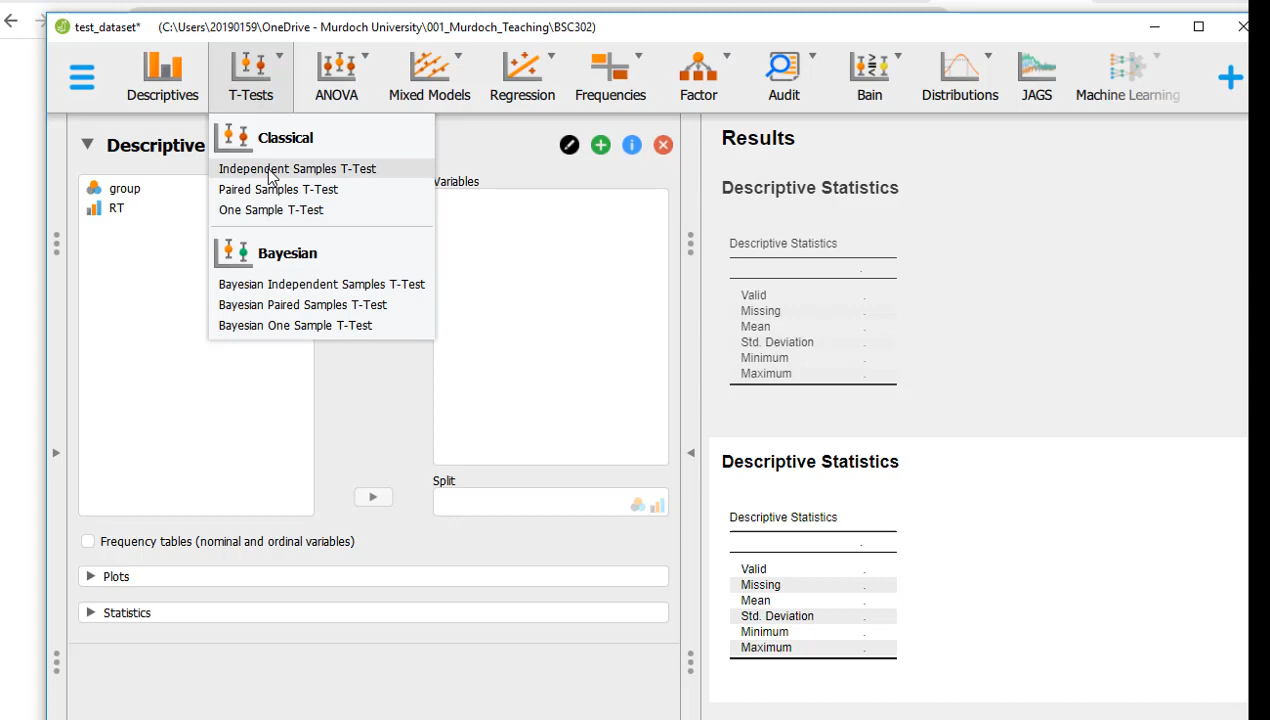 test_dataset* (C:\Users\20190159\OneDrive - Murdoch University\001_Murdoch_Teaching\BSC302)
Descriptives T-Tests ANOVA Mixed Models Regression Frequencies Factor Audit Bain Distributions JAGS Machine Learning
Descriptive
group
RT
Classical
Independent Samples T-Test
Paired Samples T-Test
One Sample T-Test
Bayesian
Bayesian Independent Samples T-Test
Bayesian Paired Samples T-Test
Bayesian One Sample T-Test
Variables
Split
Frequency tables (nominal and ordinal variables)
Plots
Statistics
Results
Descriptive Statistics
Descriptive Statistics
.
Valid .
Missing .
Mean .
Std. Deviation .
Minimum .
Maximum .
Descriptive Statistics
Descriptive Statistics
.
Valid .
Missing .
Mean .
Std. Deviation .
Minimum .
Maximum .